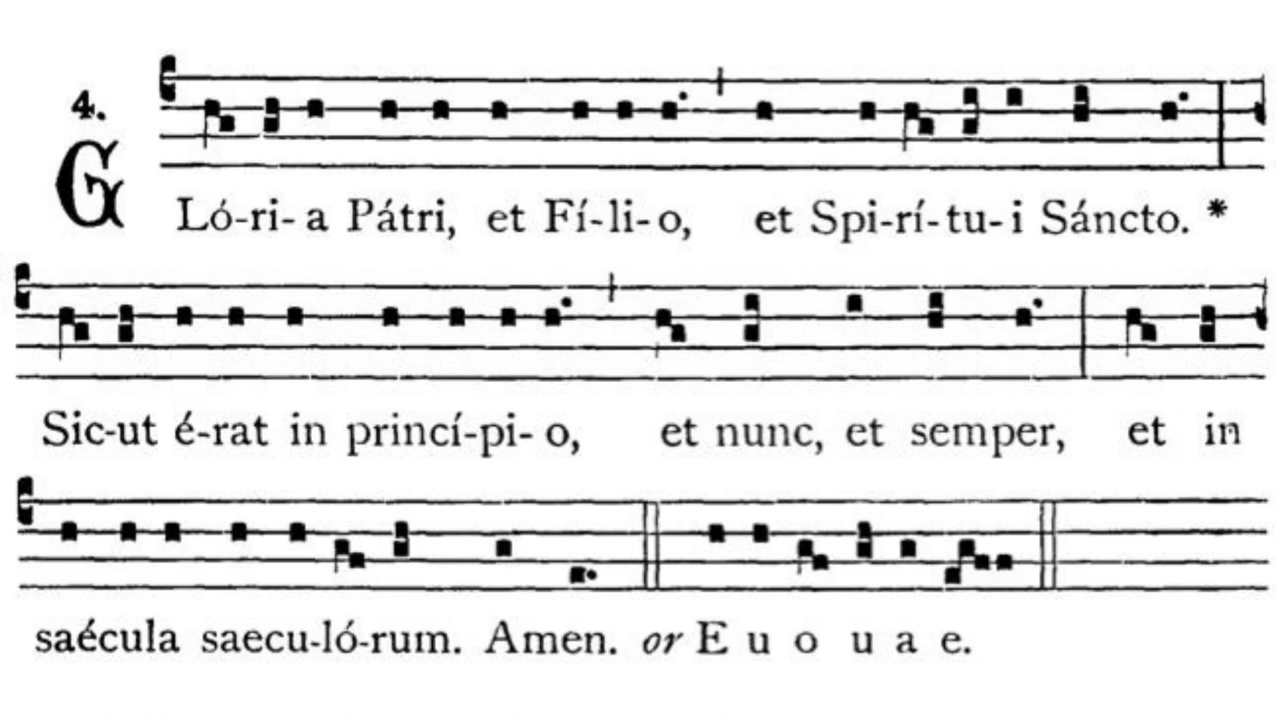 4.
GLó-ri-a Pátri, et Fí-li-o, et Spi-rí-tu-i Sáncto. *
Sic-ut é-rat in princí-pi-o, et nunc, et semper, et in
saécula saecu-ló-rum. Amen. or E u o u a e.